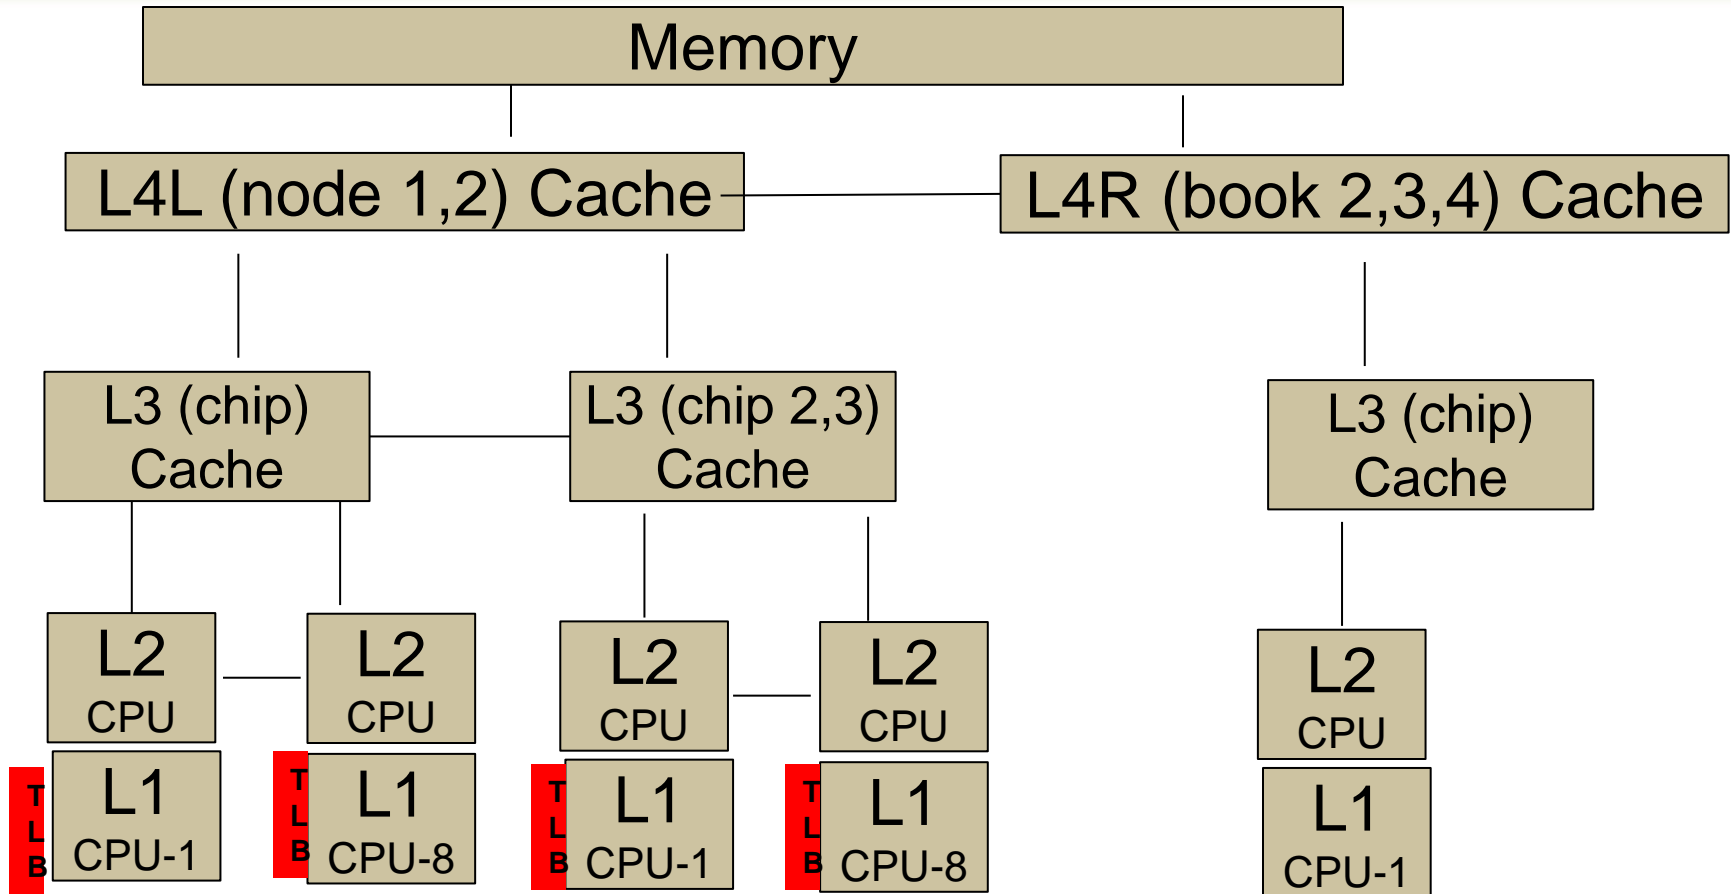 Memory
L4L (node 1,2) Cache
L4R (book 2,3,4) Cache
L3 (chip)
Cache
L3 (chip 2,3)
Cache
L3 (chip)
Cache
L2
CPU
L2
CPU
L2
CPU
L2
CPU
L2
CPU
T
L
B
L1
CPU-1
T
L
B
L1
CPU-8
T
L
B
L1
CPU-1
T
L
B
L1
CPU-8
L1
CPU-1